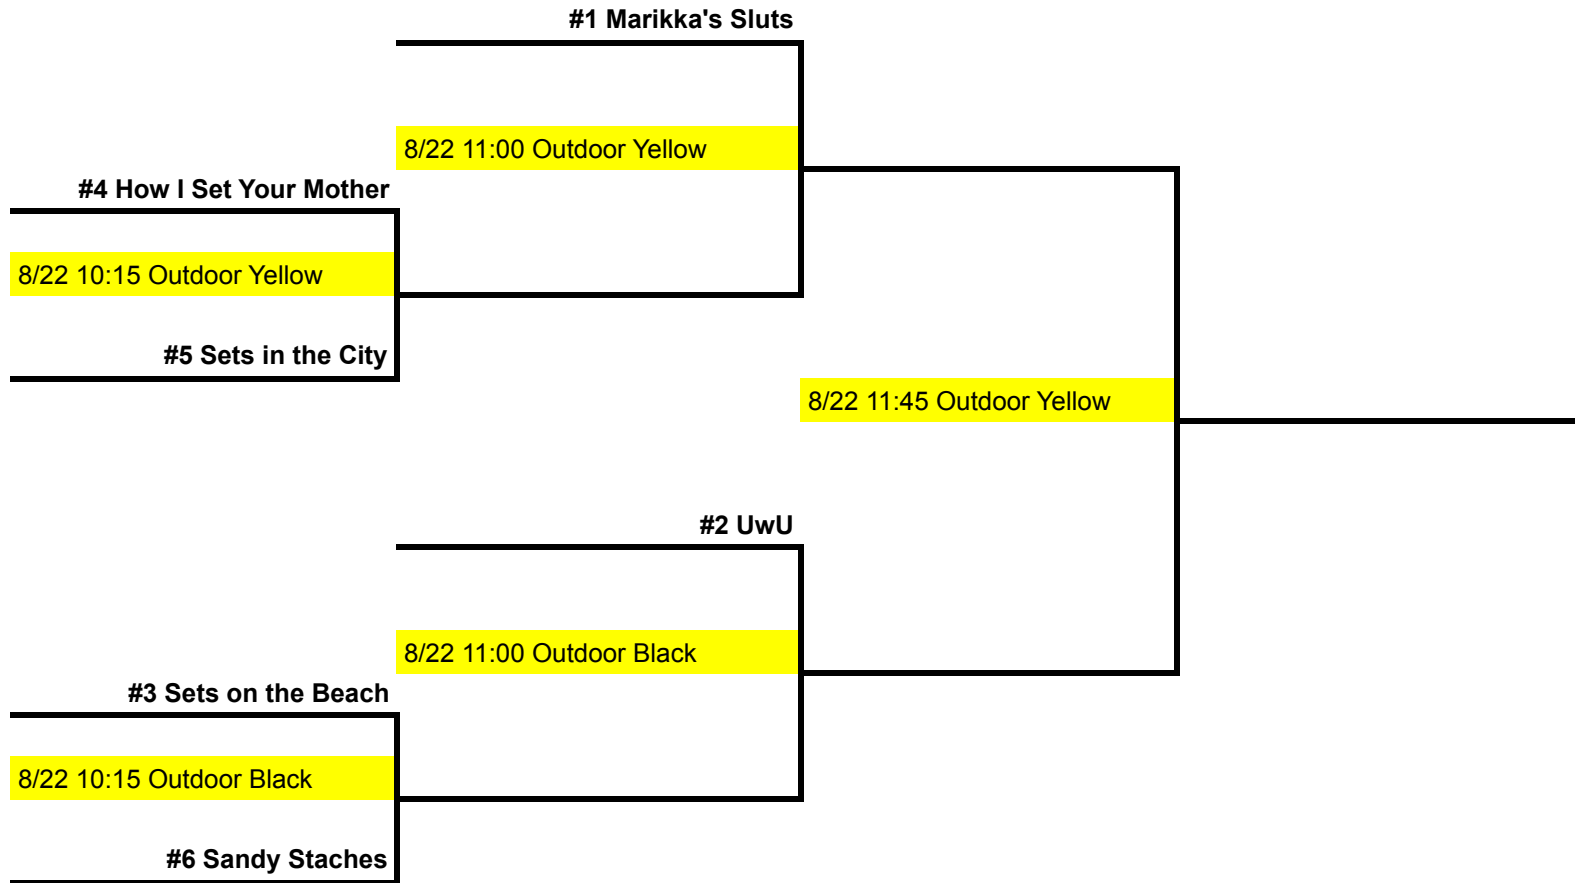 #1 Marikka's Sluts
8/22 11:00 Outdoor Yellow
#4 How I Set Your Mother
8/22 10:15 Outdoor Yellow
#5 Sets in the City
8/22 11:45 Outdoor Yellow
#2 UwU
8/22 11:00 Outdoor Black
#3 Sets on the Beach
8/22 10:15 Outdoor Black
#6 Sandy Staches